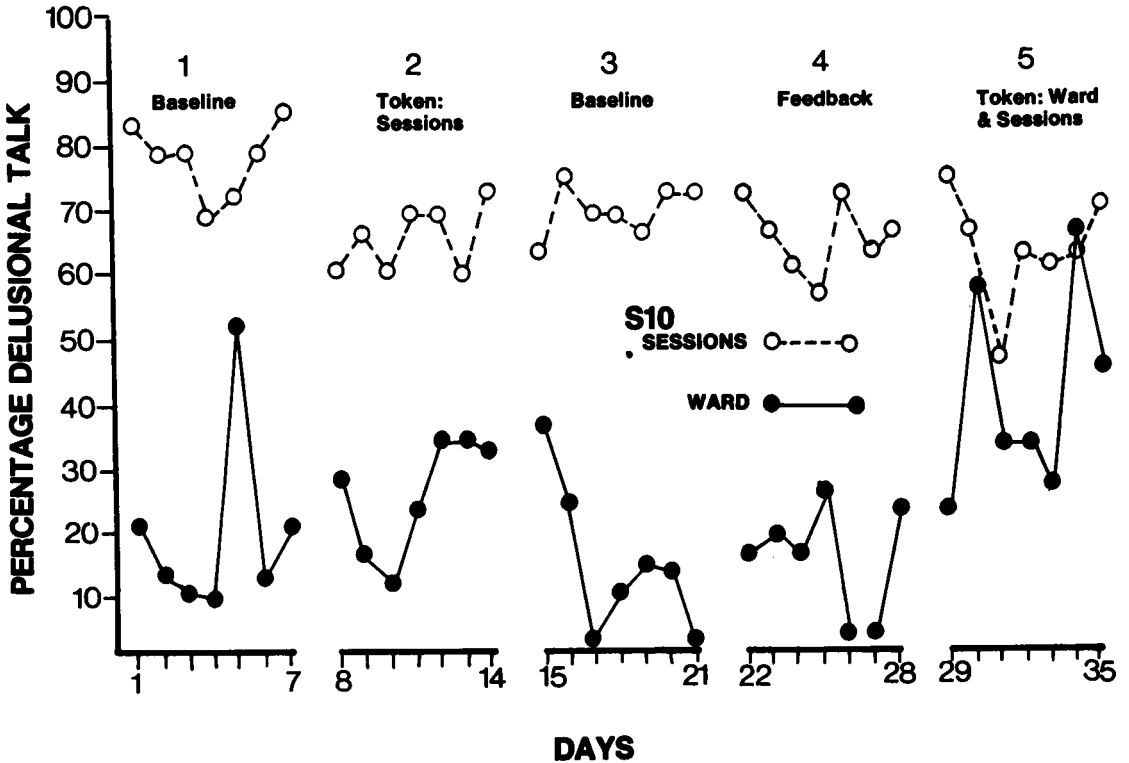 PERCENTAGE DELUSIONAL TALK
100
90
80
70
60
50
40
30
20
10
1
Baseline
2
Token:
Sessions
3
Baseline
4
Feedback
5
Token: Ward
& Sessions
S10
SESSIONS
WARD
1 7 8 14 15 21 22 28 29 35
DAYS